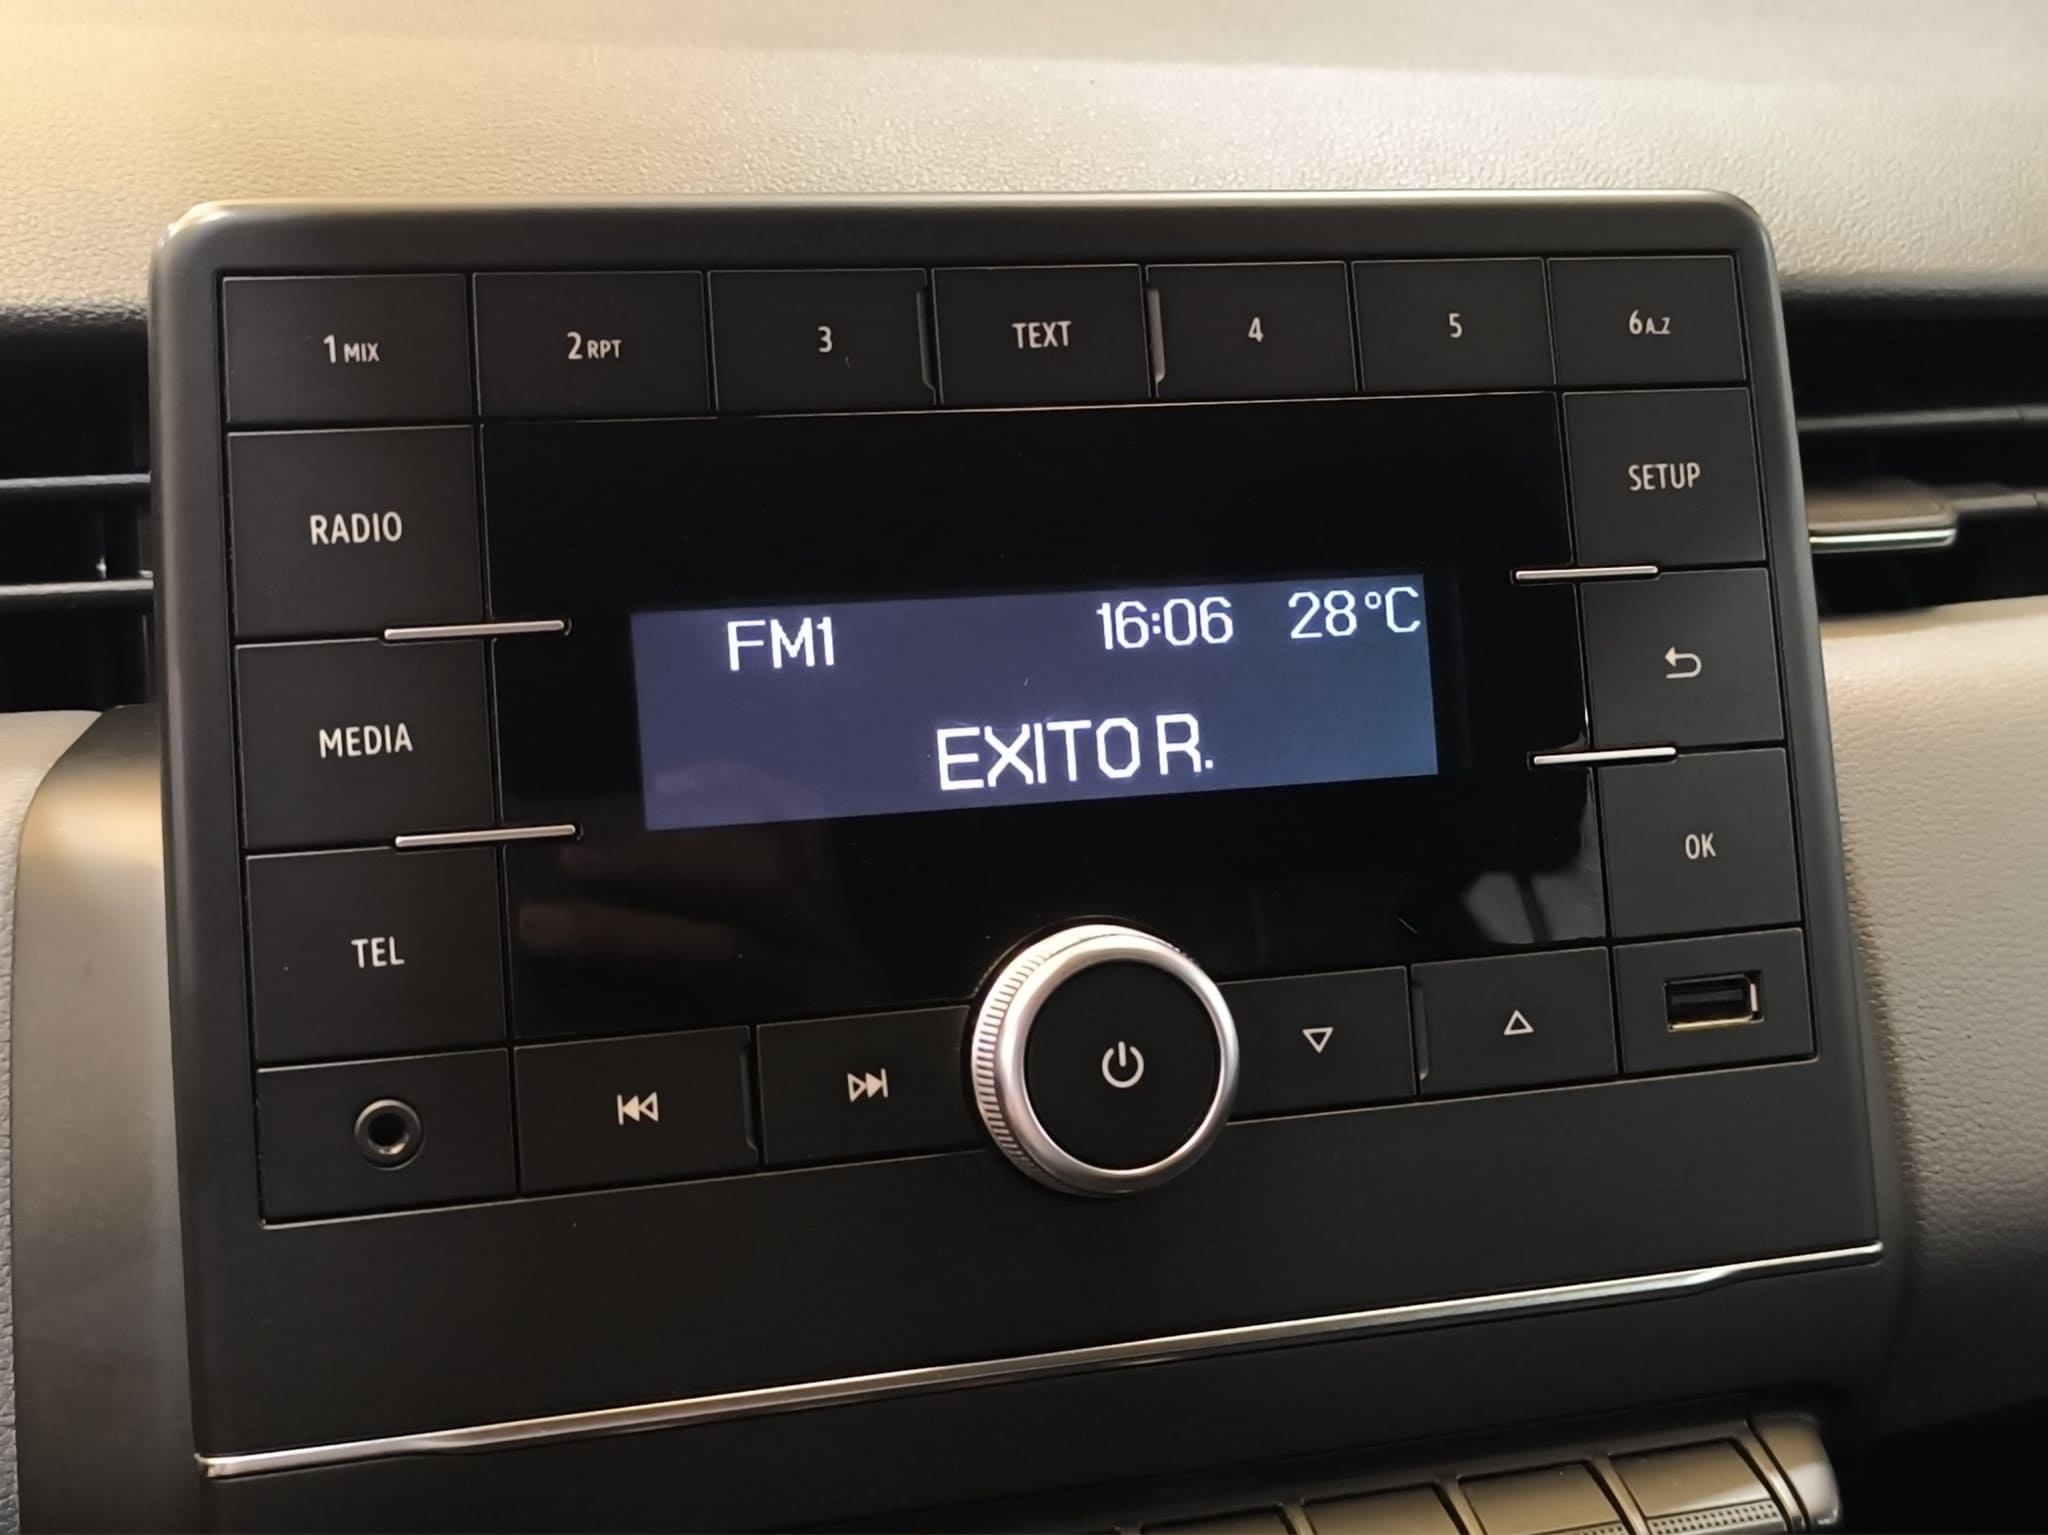 1 MIX 2 RPT 3 TEXT 4 5 6 A_Z
RADIO
SETUP
FM1 16:06 28°C
EXITO R.
MEDIA
OK
TEL